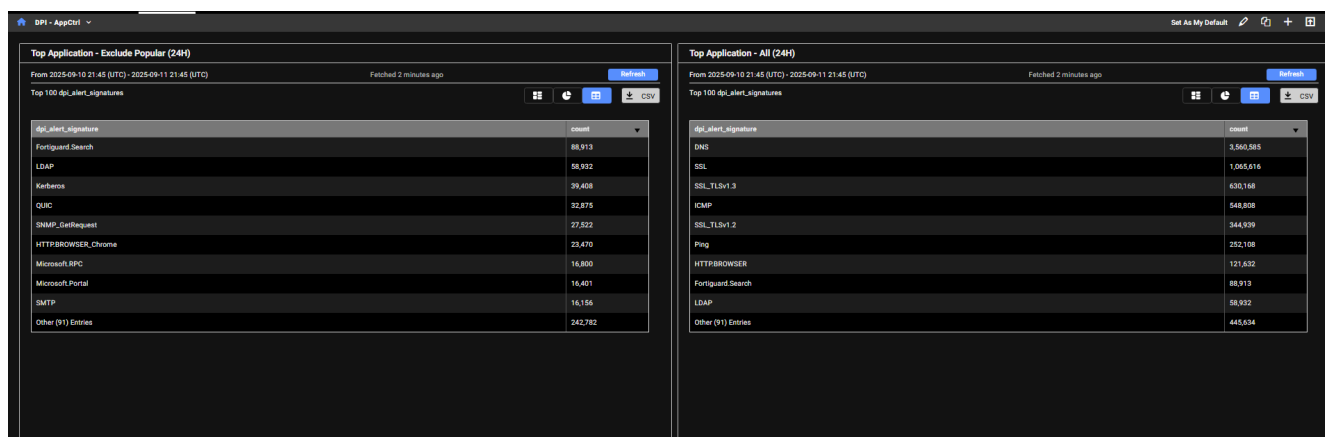 DPI - AppCtrl
Set As My Default
Top Application - Exclude Popular (24H)
From 2025-09-10 21:45 (UTC) - 2025-09-11 21:45 (UTC) Fetched 2 minutes ago Refresh
Top 100 dpi_alert_signatures CSV
dpi_alert_signature count
Fortiguard.Search 88,913
LDAP 58,932
Kerberos 39,408
QUIC 32,875
SNMP_GetRequest 27,522
HTTP.BROWSER_Chrome 23,470
Microsoft.RPC 16,800
Microsoft.Portal 16,401
SMTP 16,156
Other (91) Entries 242,782
Top Application - All (24H)
From 2025-09-10 21:45 (UTC) - 2025-09-11 21:45 (UTC) Fetched 2 minutes ago Refresh
Top 100 dpi_alert_signatures CSV
dpi_alert_signature count
DNS 3,560,585
SSL 1,065,616
SSL_TLSv1.3 630,168
ICMP 548,808
SSL_TLSv1.2 344,939
Ping 252,108
HTTP.BROWSER 121,632
Fortiguard.Search 88,913
LDAP 58,932
Other (91) Entries 445,634